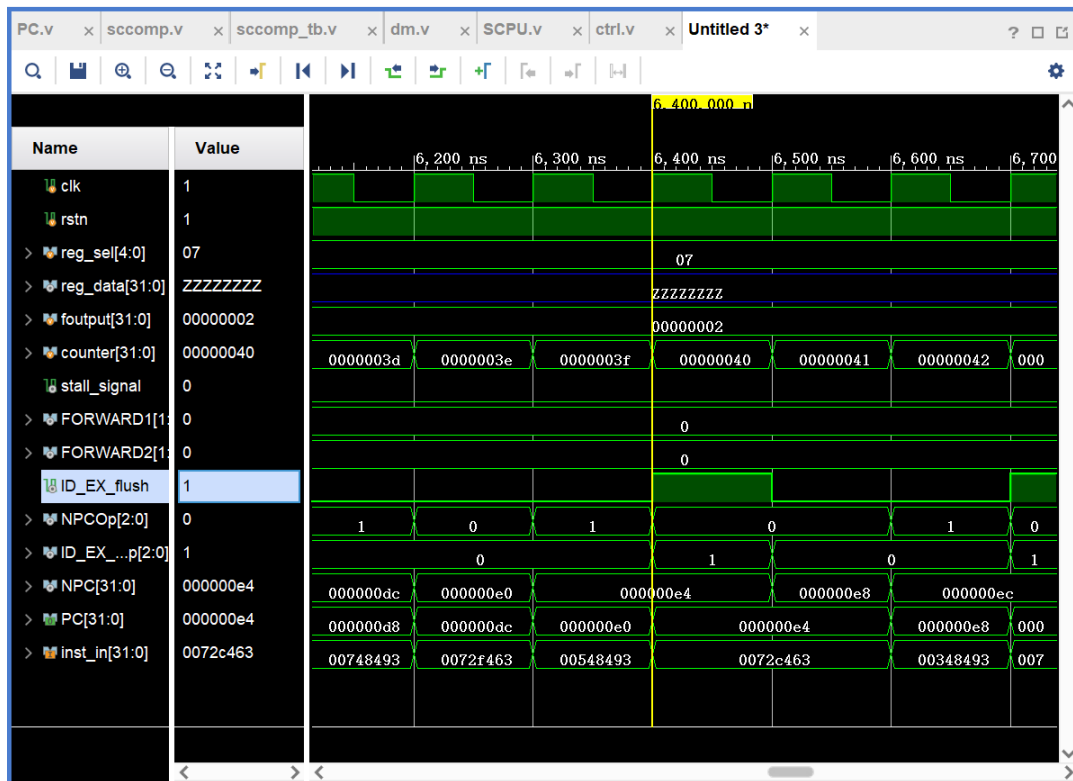 PC.v × sccomp.v × sccomp_tb.v × dm.v × SCPU.v × ctrl.v × Untitled 3* × ?
6,400.000 n
Name Value 6,200 ns 6,300 ns 6,400 ns 6,500 ns 6,600 ns 6,700
clk 1
rstn 1
reg_sel[4:0] 07 07
reg_data[31:0] ZZZZZZZZ ZZZZZZZZ
foutput[31:0] 00000002 00000002
counter[31:0] 00000040 0000003d 0000003e 0000003f 00000040 00000041 00000042 000
stall_signal 0
FORWARD1[1: 0 0
FORWARD2[1: 0 0
ID_EX_flush 1
NPCOp[2:0] 0 1 0 1 0 1 0
ID_EX_...p[2:0] 1 0 1 0 1
NPC[31:0] 000000e4 000000dc 000000e0 000000e4 000000e8 000000ec
PC[31:0] 000000e4 000000d8 000000dc 000000e0 000000e4 000000e8 000
inst_in[31:0] 0072c463 00748493 0072f463 00548493 0072c463 00348493 007